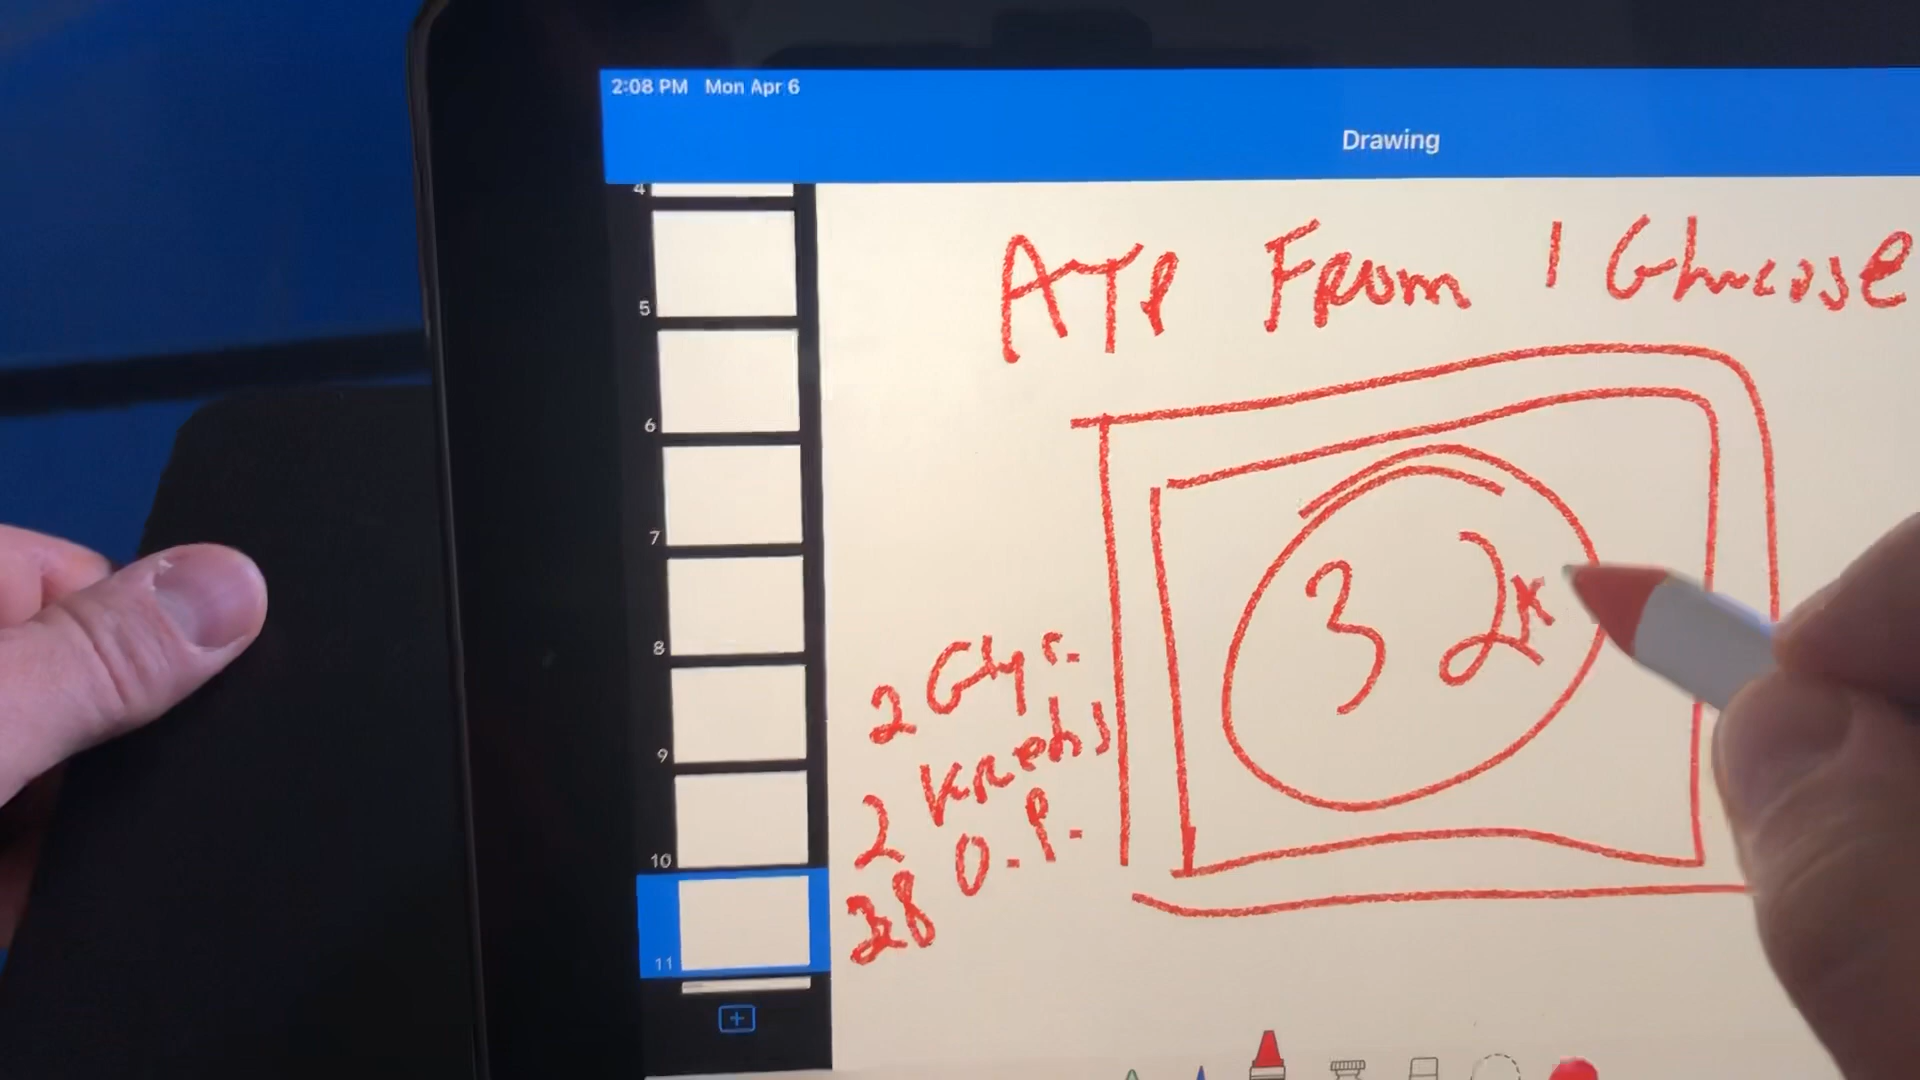 2:08 PM Mon Apr 6
Drawing
4
5
6
7
8
9
10
11
ATP From 1 Glucose
32*
2 Glyc.
2 Krebs
28 O.P.